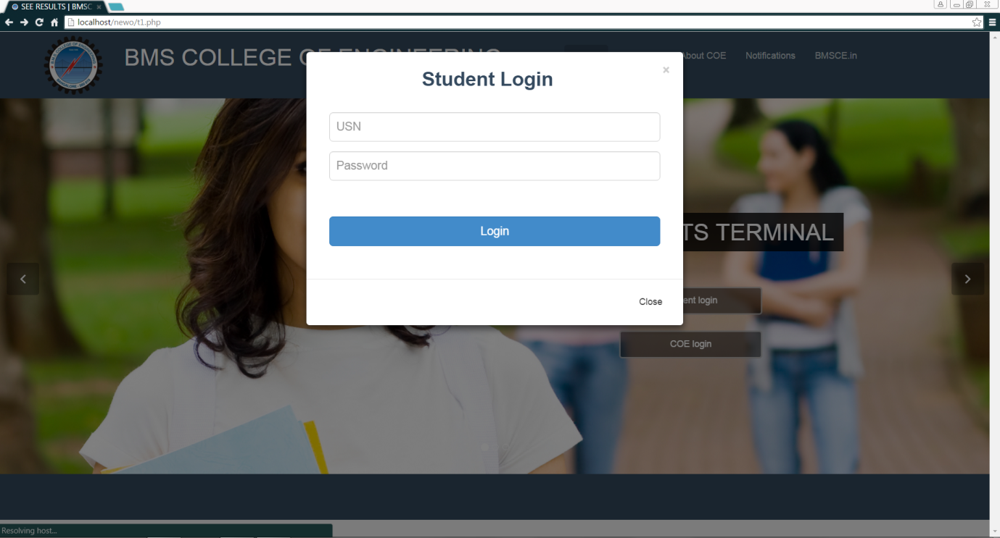 SEE RESULTS | BMSC
localhost/newo/t1.php
BMS COLLEGE
About COE
Notifications
BMSCE.in
×
Student Login
USN
Password
Login
TS TERMINAL
Close
ent login
COE login
Resolving host...